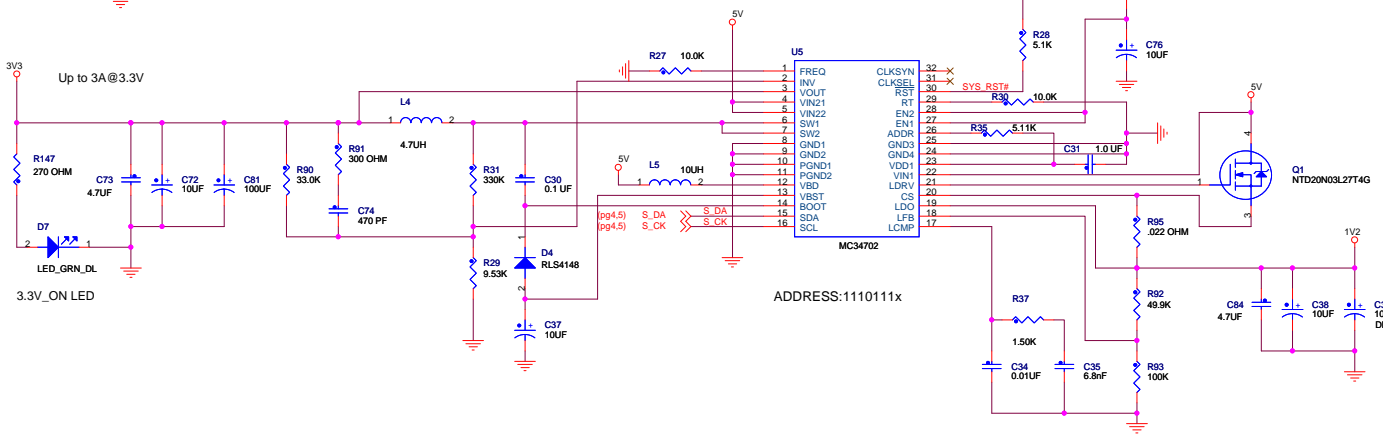 3V3
Up to 3A@3.3V
R147
270 OHM
D7
2
1
LED_GRN_DL
3.3V_ON LED
C73
4.7UF
C72
10UF
C81
100UF
R90
33.0K
R91
300 OHM
C74
470 PF
L4
1
2
4.7UH
R31
330K
R29
9.53K
C30
0.1 UF
1
D4
RLS4148
2
C37
10UF
5V
L5
10UH
1
2
R27
10.0K
5V
(pg4,5)
S_DA
S_DA
(pg4,5)
S_CK
S_CK
U5
1
FREQ
2
INV
3
VOUT
4
VIN21
5
VIN22
6
SW1
7
SW2
8
GND1
9
GND2
10
PGND1
11
PGND2
12
VBD
13
VBST
14
BOOT
15
SDA
16
SCL
CLKSYN
32
CLKSEL
31
RST
30
RT
29
EN2
28
EN1
27
ADDR
26
GND3
25
GND4
24
VDD1
23
VIN1
22
LDRV
21
CS
20
LDO
19
LFB
18
LCMP
17
MC34702
ADDRESS:1110111x
SYS_RST#
R28
5.1K
R30
10.0K
R35
5.11K
C31
1.0 UF
C76
10UF
5V
4
1
3
Q1
NTD20N03L27T4G
R95
.022 OHM
R92
49.9K
R93
100K
R37
1.50K
C34
0.01UF
C35
6.8nF
1V2
C84
4.7UF
C38
10UF